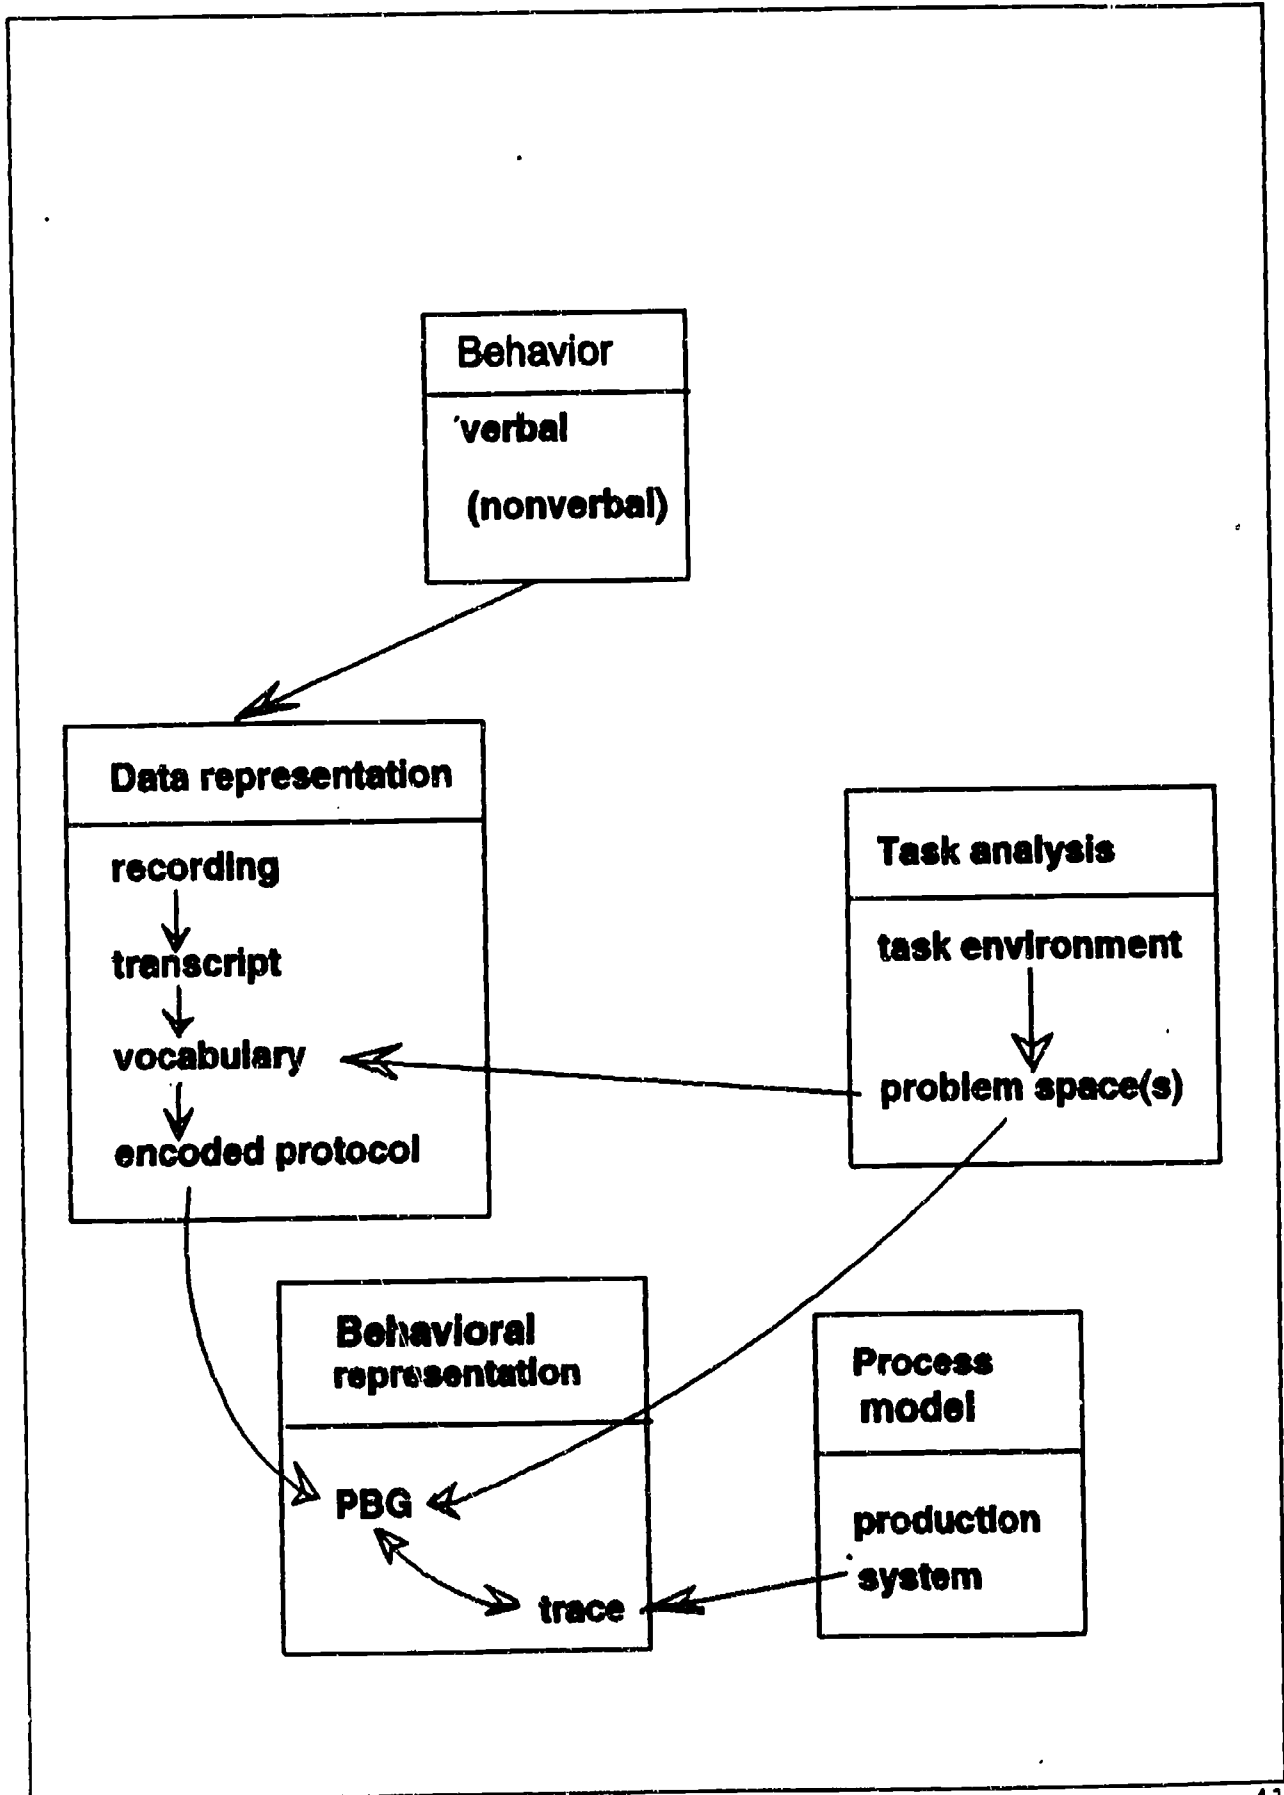 Behavior
verbal
(nonverbal)
Data representation
recording
transcript
vocabulary
encoded protocol
Task analysis
task environment
problem space(s)
Behavioral
representation
PBG
trace
Process
model
production
system